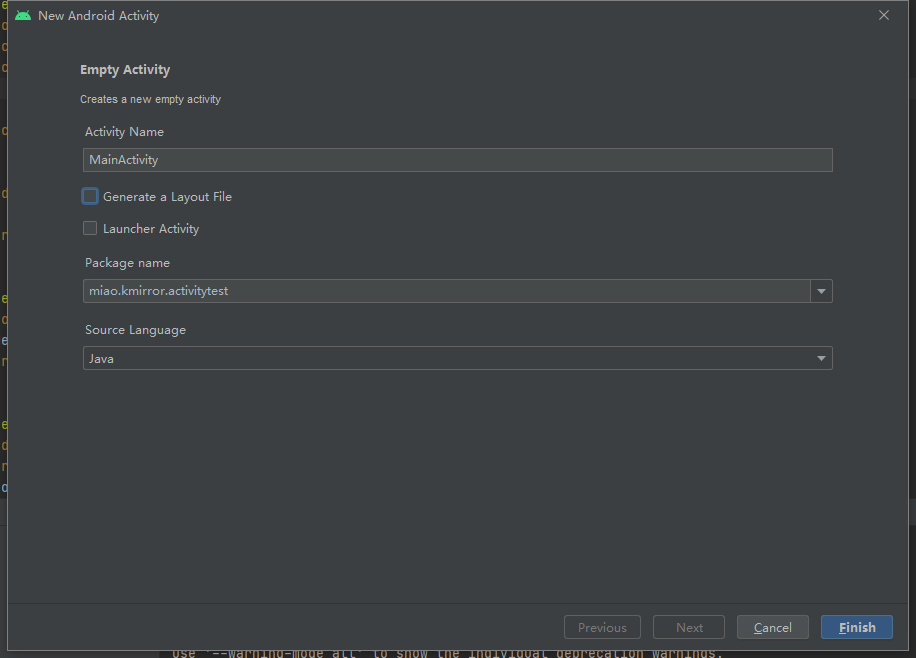 New Android Activity
Empty Activity
Creates a new empty activity
Activity Name
MainActivity
Generate a Layout File
Launcher Activity
Package name
miao.kmirror.activitytest
Source Language
Java
Previous
Next
Cancel
Finish
Use '--warning-mode all' to show the individual deprecation warnings.